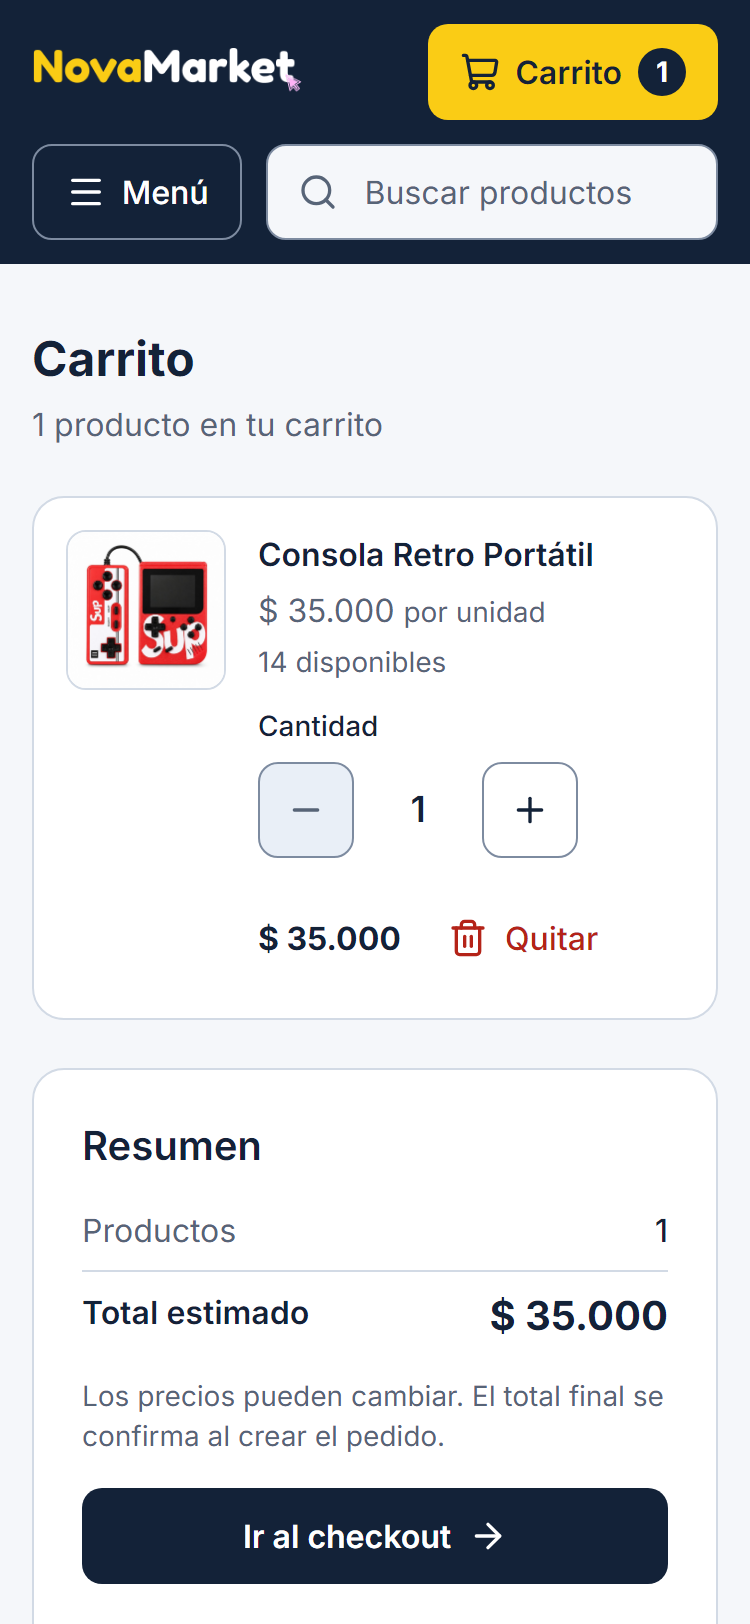 NovaMarket
Carrito 1
Menú
Buscar productos
Carrito
1 producto en tu carrito
Consola Retro Portátil
$ 35.000 por unidad
14 disponibles
Cantidad
1
$ 35.000 Quitar
SUP
SUP
Resumen
Productos 1
Total estimado $ 35.000
Los precios pueden cambiar. El total final se
confirma al crear el pedido.
Ir al checkout